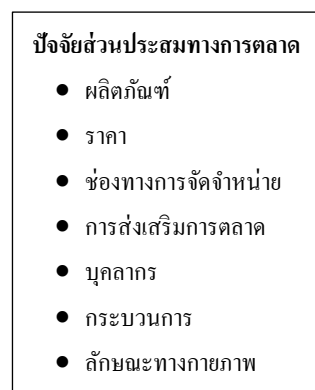 ปัจจัยส่วนประสมทางการตลาด
● ผลิตภัณฑ์
● ราคา
● ช่องทางการจัดจำหน่าย
● การส่งเสริมการตลาด
● บุคลากร
● กระบวนการ
● ลักษณะทางกายภาพ